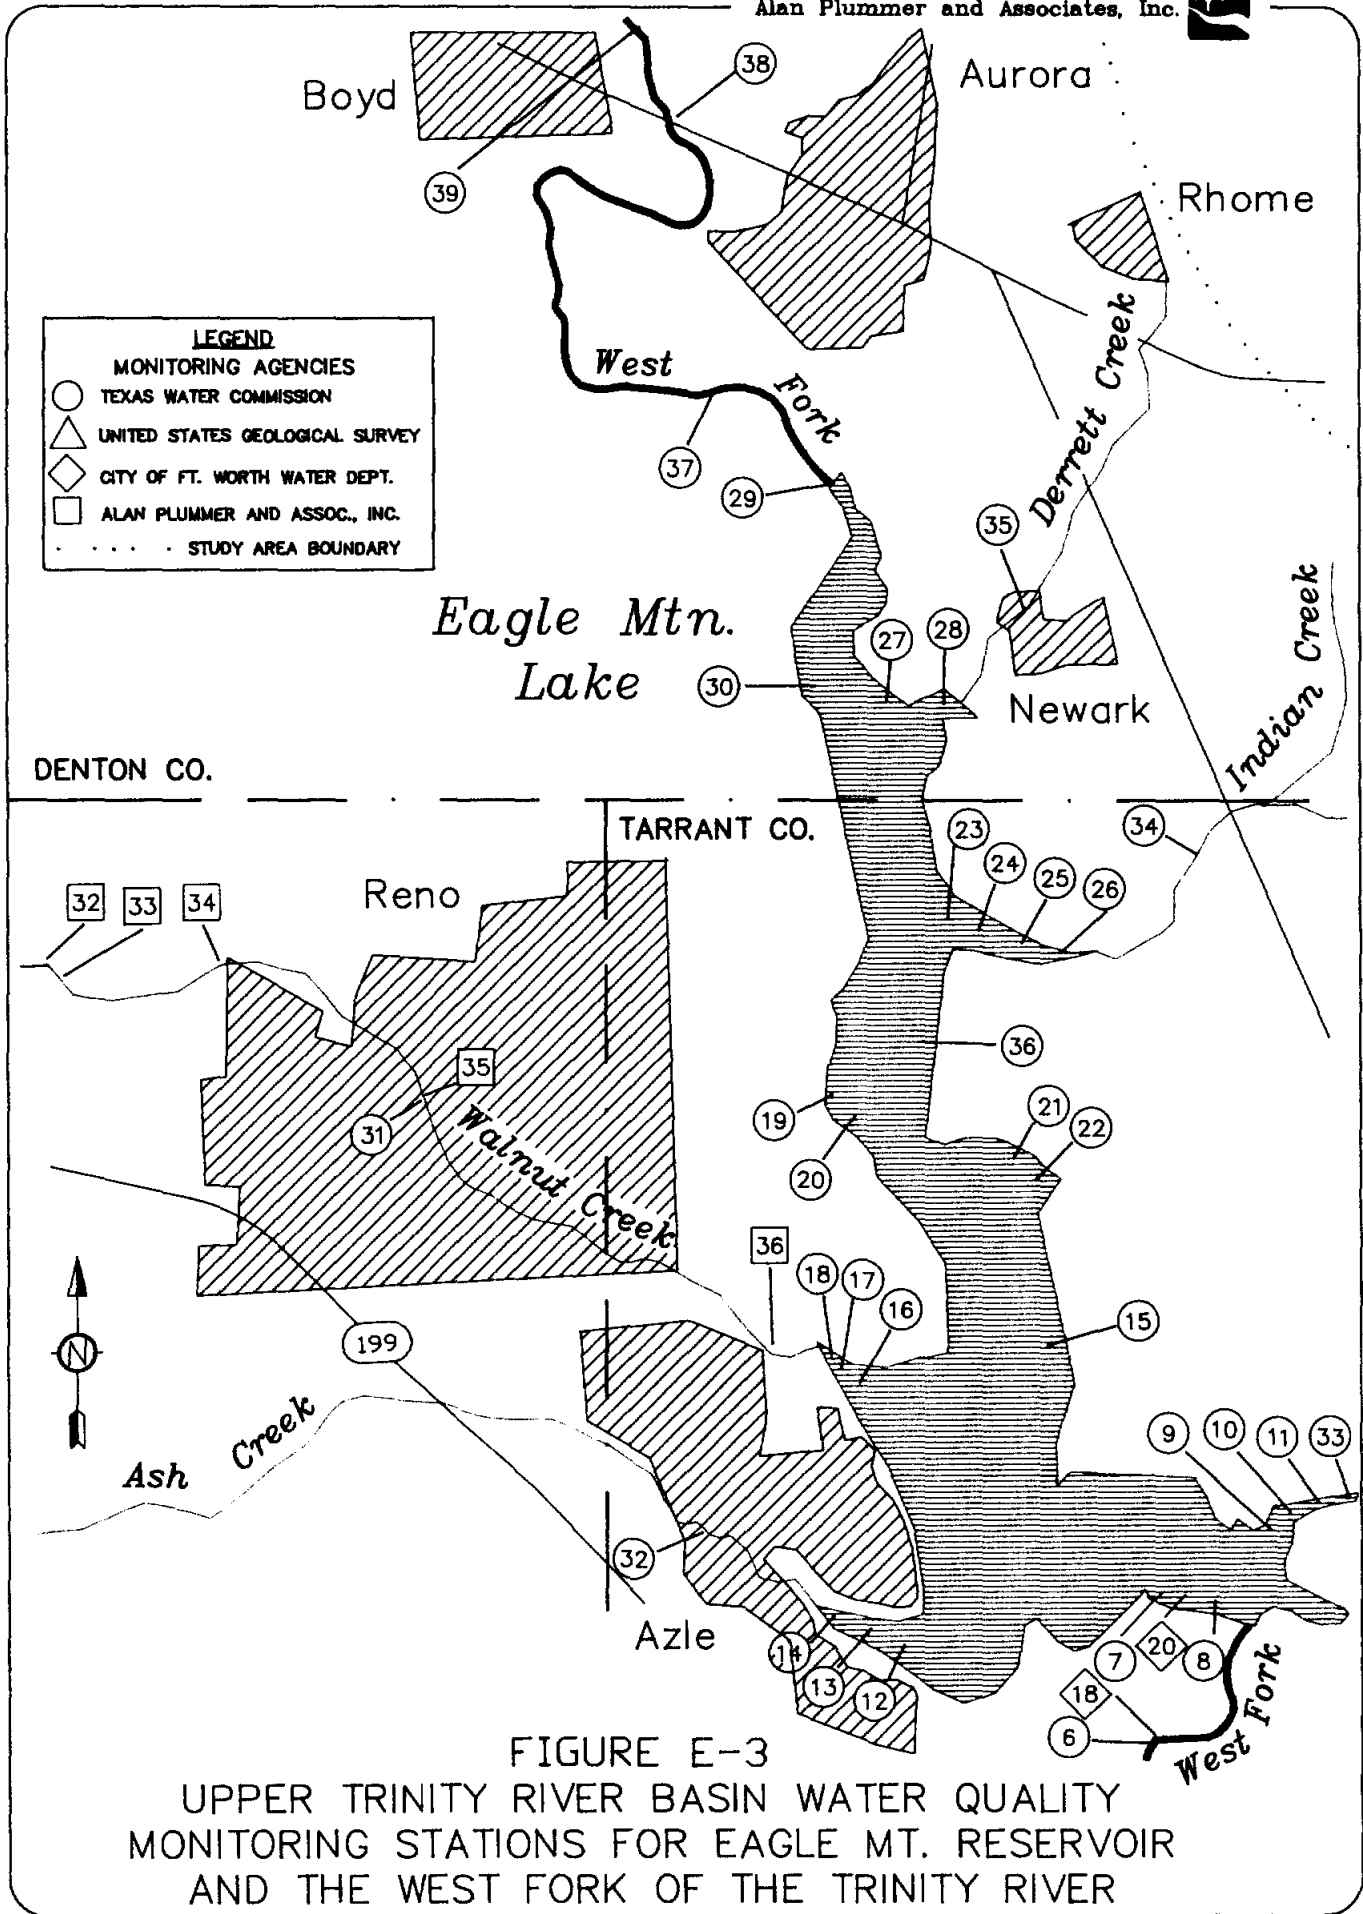 Alan Plummer and Associates, Inc.
38
Aurora
Boyd
39
Rhome
LEGEND
MONITORING AGENCIES
TEXAS WATER COMMISSION
UNITED STATES GEOLOGICAL SURVEY
CITY OF FT. WORTH WATER DEPT.
ALAN PLUMMER AND ASSOC., INC.
STUDY AREA BOUNDARY
West Fork
37
29
Derrett Creek
35
Eagle Mtn.
Lake
27
28
30
Newark
Indian Creek
DENTON CO.
TARRANT CO.
23
34
24
25
26
Reno
32
33
34
36
35
31
Walnut Creek
19
20
21
22
36
18
17
16
15
199
N
Ash Creek
9
10
11
33
32
Azle
14
13
12
7
20
8
18
6
West Fork
FIGURE E-3
UPPER TRINITY RIVER BASIN WATER QUALITY
MONITORING STATIONS FOR EAGLE MT. RESERVOIR
AND THE WEST FORK OF THE TRINITY RIVER